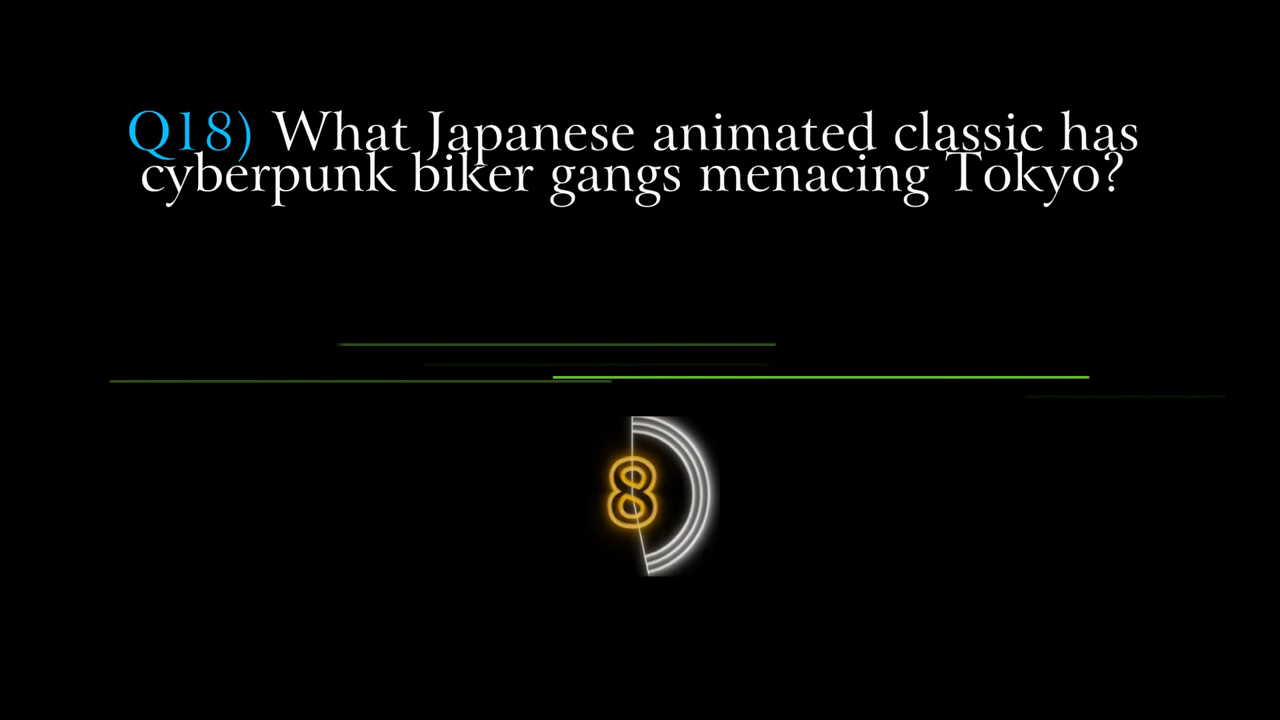 Q18) What Japanese animated classic has
cyberpunk biker gangs menacing Tokyo?
8